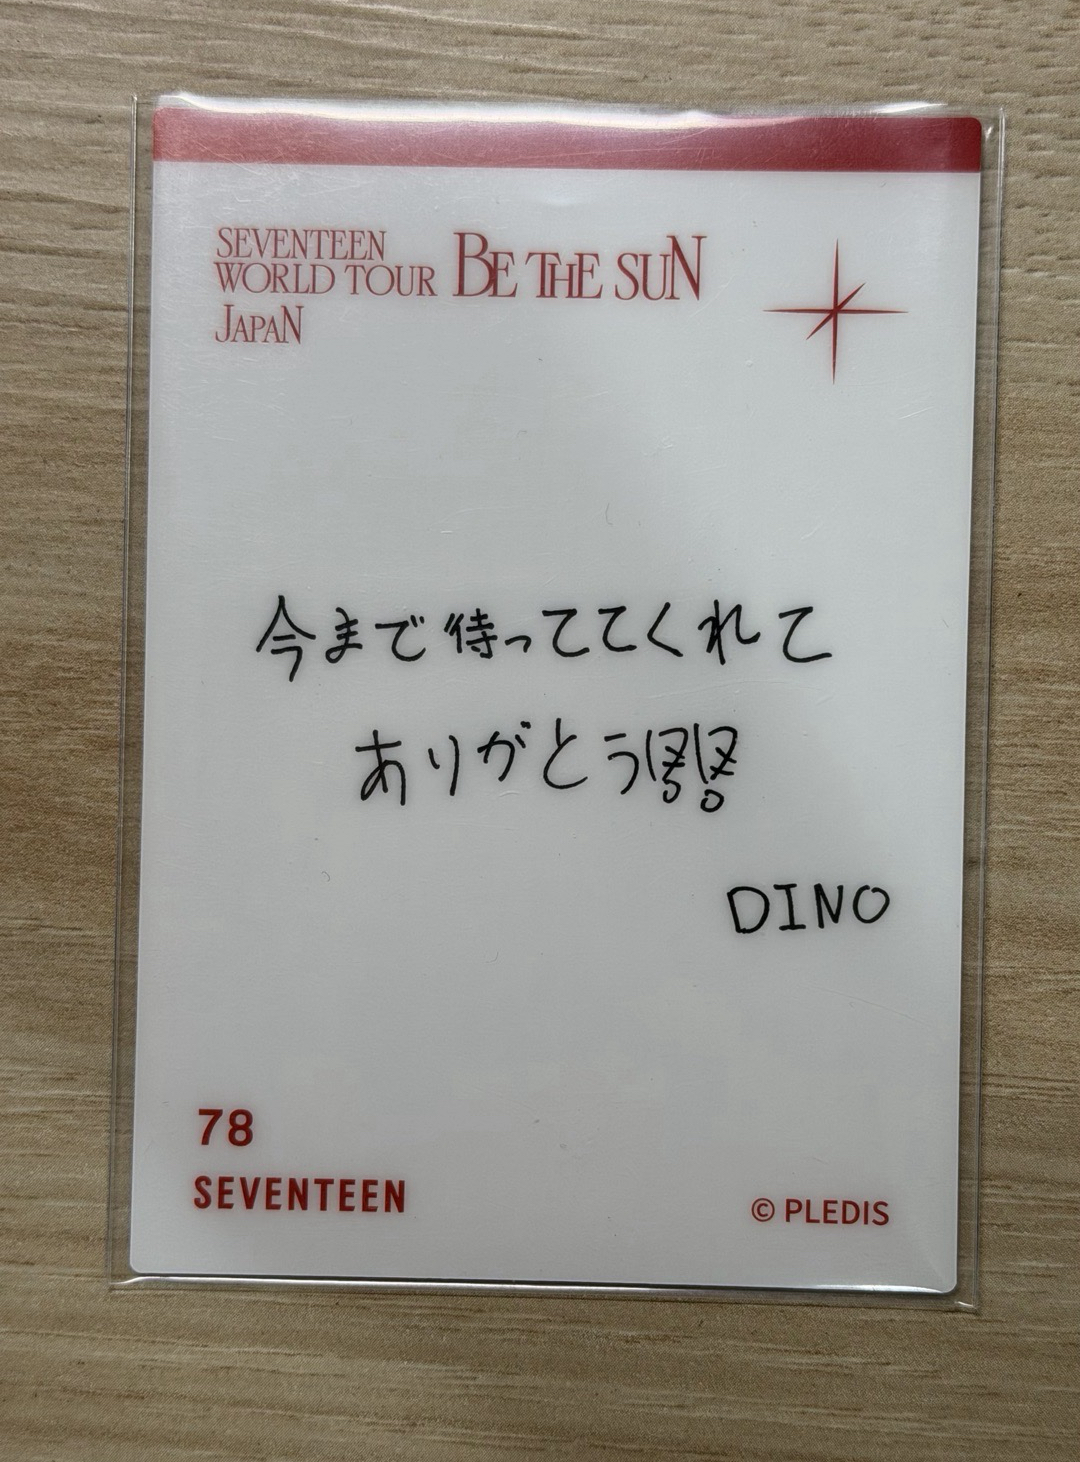 SEVENTEEN
WORLD TOUR BE THE SUN
JAPAN
今まで待っててくれて
ありがとう!!
DINO
78
SEVENTEEN
© PLEDIS